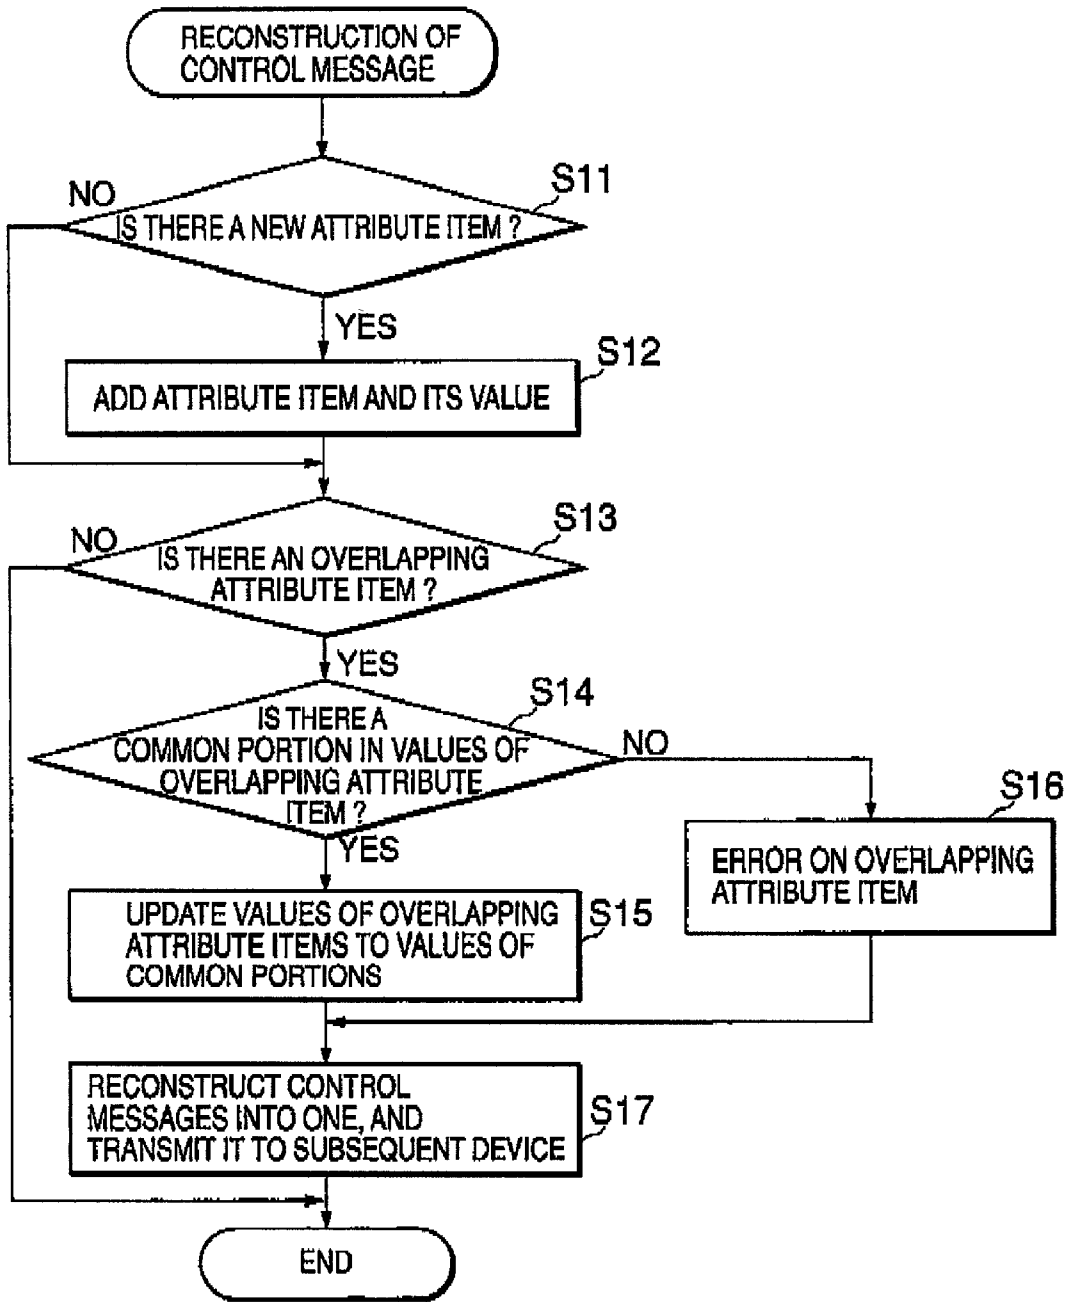 RECONSTRUCTION OF
CONTROL MESSAGE
S11
NO
IS THERE A NEW ATTRIBUTE ITEM ?
YES
S12
ADD ATTRIBUTE ITEM AND ITS VALUE
S13
NO
IS THERE AN OVERLAPPING
ATTRIBUTE ITEM ?
YES
S14
IS THERE A
COMMON PORTION IN VALUES OF
OVERLAPPING ATTRIBUTE
ITEM ?
NO
YES
S16
ERROR ON OVERLAPPING
ATTRIBUTE ITEM
S15
UPDATE VALUES OF OVERLAPPING
ATTRIBUTE ITEMS TO VALUES OF
COMMON PORTIONS
S17
RECONSTRUCT CONTROL
MESSAGES INTO ONE, AND
TRANSMIT IT TO SUBSEQUENT DEVICE
END